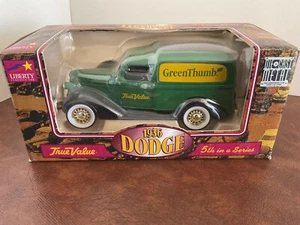 LIBERTY
GreenThumb
True Value
DIE-CAST
METAL
True Value
1936
DODGE
5th in a Series